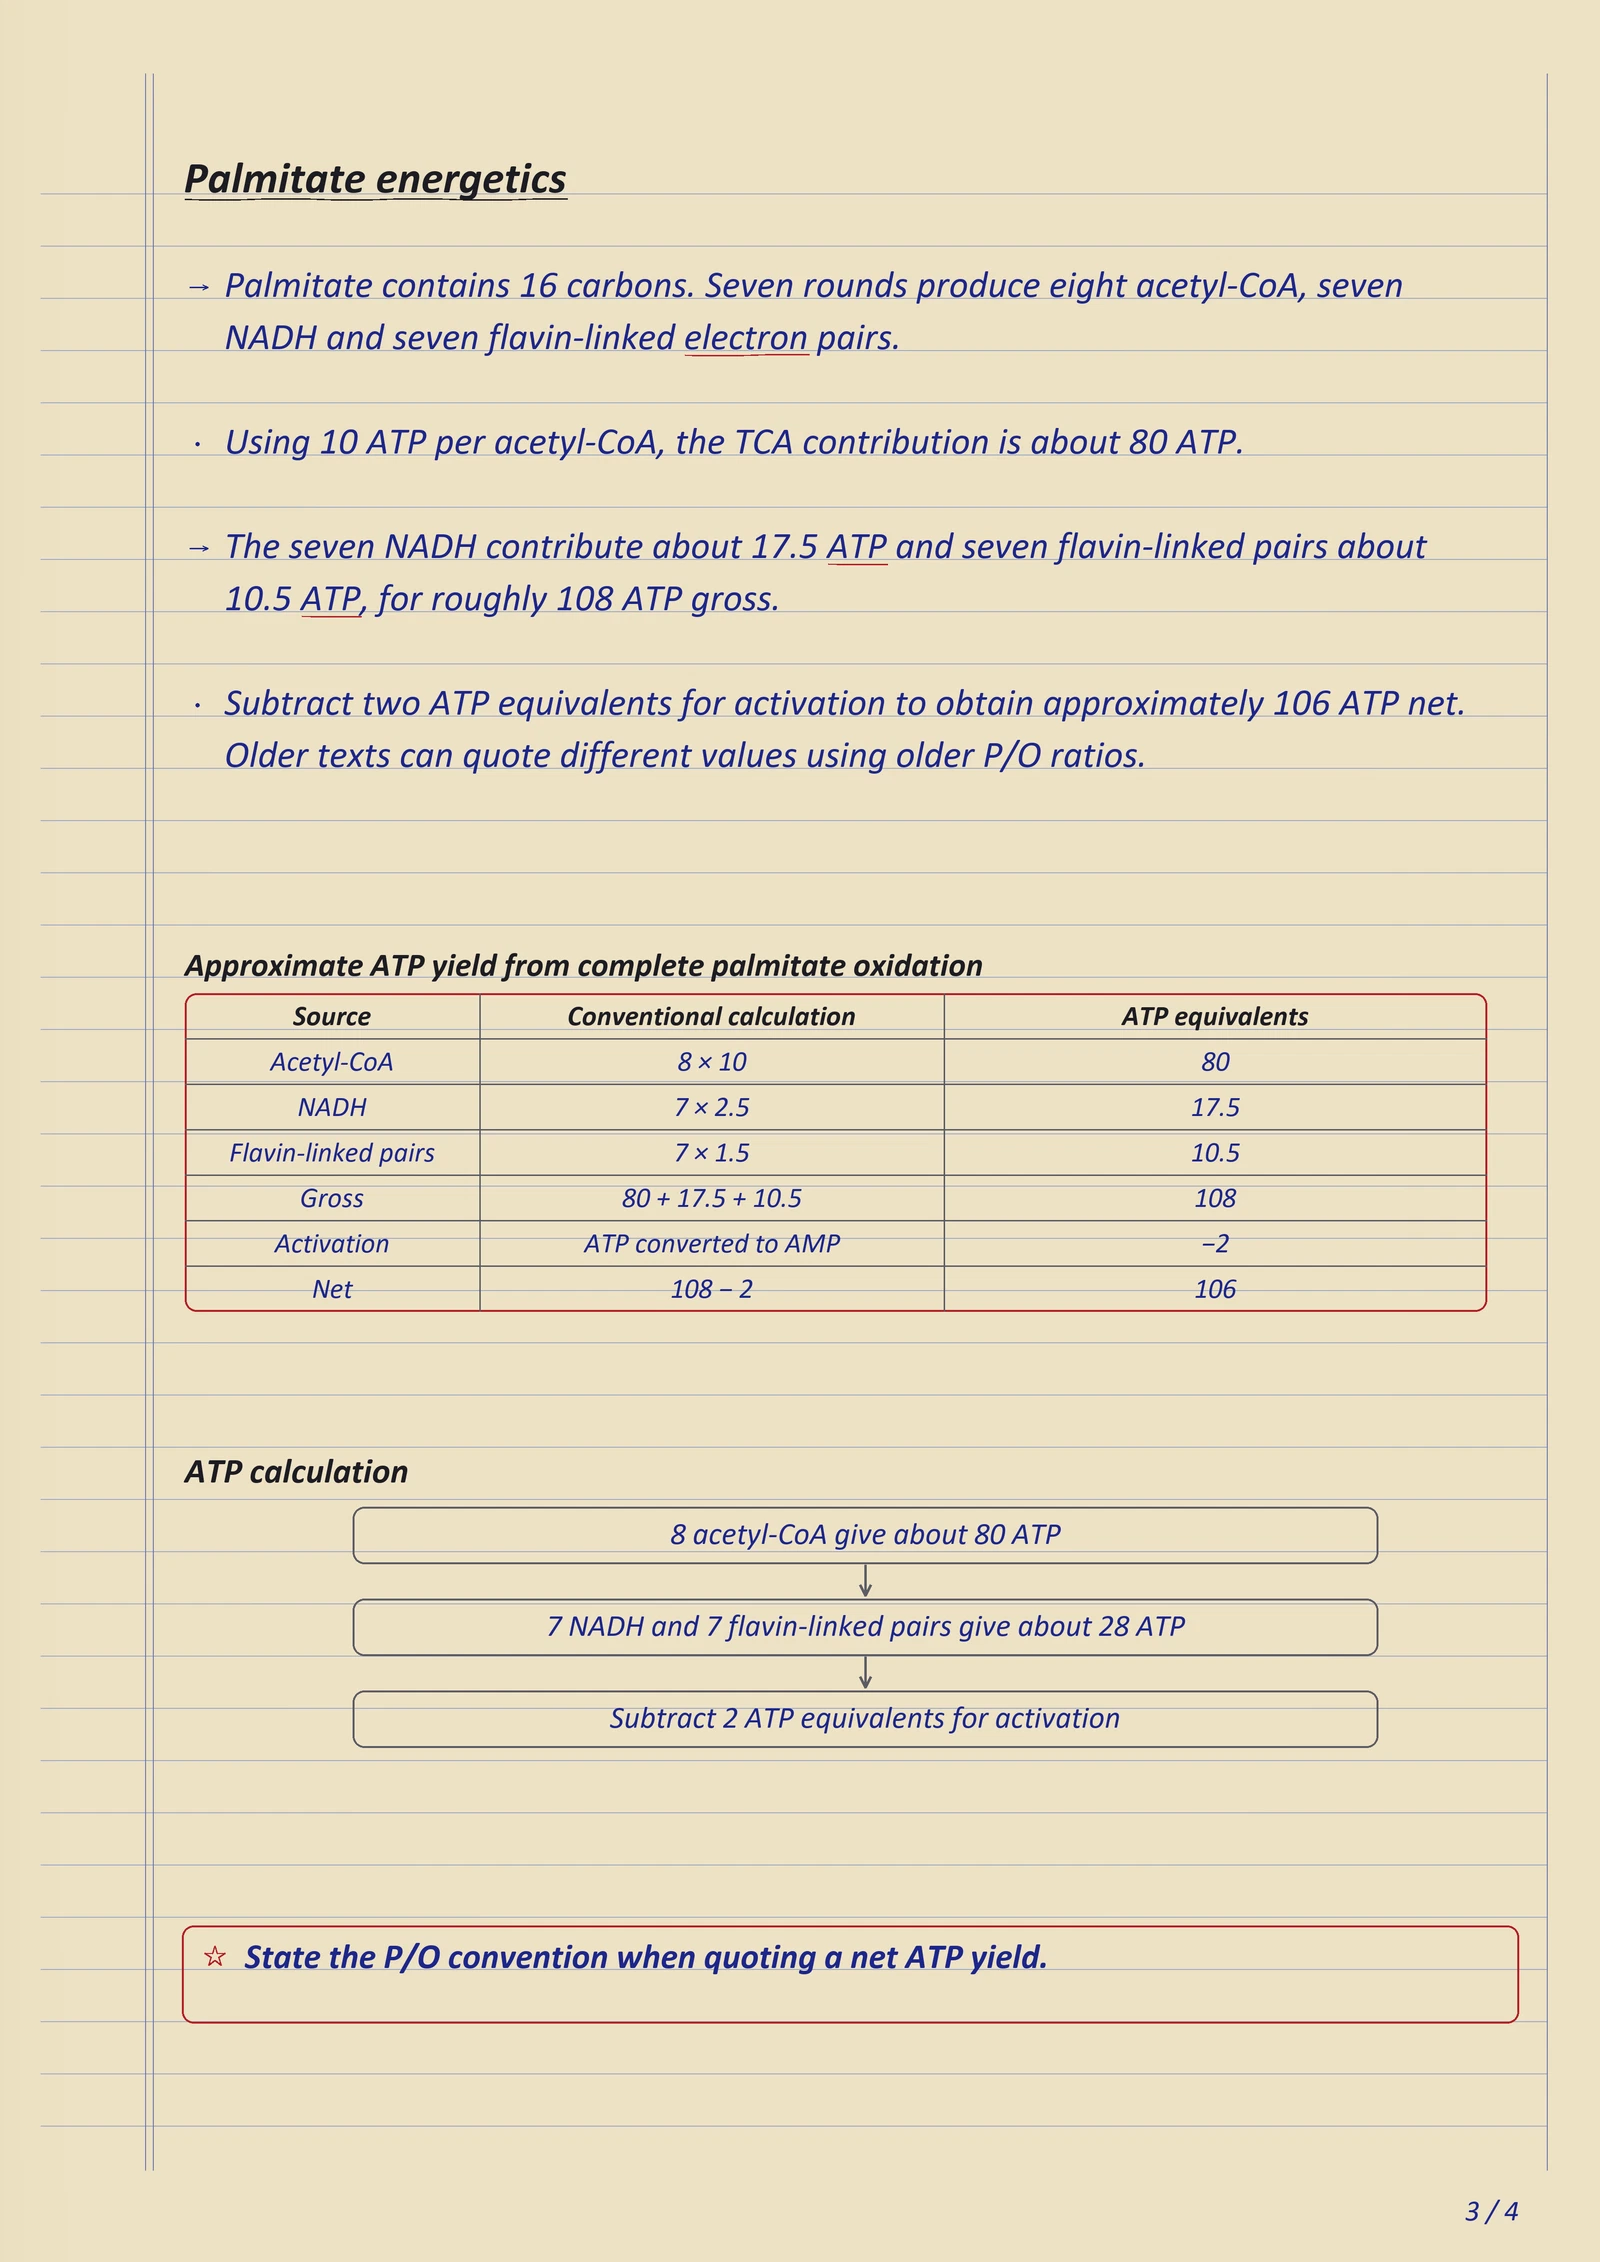 Palmitate energetics
→ Palmitate contains 16 carbons. Seven rounds produce eight acetyl-CoA, seven
NADH and seven flavin-linked electron pairs.
· Using 10 ATP per acetyl-CoA, the TCA contribution is about 80 ATP.
→ The seven NADH contribute about 17.5 ATP and seven flavin-linked pairs about
10.5 ATP, for roughly 108 ATP gross.
· Subtract two ATP equivalents for activation to obtain approximately 106 ATP net.
Older texts can quote different values using older P/O ratios.
Approximate ATP yield from complete palmitate oxidation
Source Conventional calculation ATP equivalents
Acetyl-CoA 8 × 10 80
NADH 7 × 2.5 17.5
Flavin-linked pairs 7 × 1.5 10.5
Gross 80 + 17.5 + 10.5 108
Activation ATP converted to AMP −2
Net 108 − 2 106
ATP calculation
8 acetyl-CoA give about 80 ATP
↓
7 NADH and 7 flavin-linked pairs give about 28 ATP
↓
Subtract 2 ATP equivalents for activation
☆ State the P/O convention when quoting a net ATP yield.
3 / 4